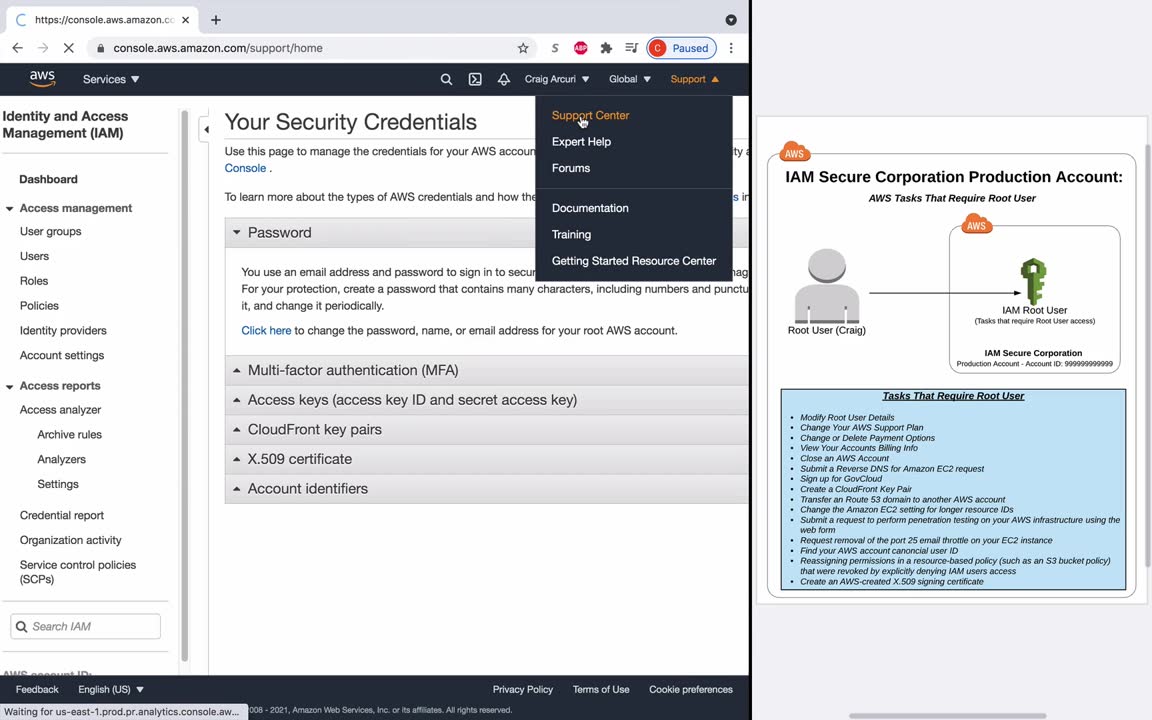 https://console.aws.amazon.co
console.aws.amazon.com/support/home
S
ABP
C
Paused
aws
Services
Craig Arcuri
Global
Support
Support Center
Expert Help
Forums
Documentation
Training
Getting Started Resource Center
Identity and Access
Management (IAM)
Dashboard
Access management
User groups
Users
Roles
Policies
Identity providers
Account settings
Access reports
Access analyzer
Archive rules
Analyzers
Settings
Credential report
Organization activity
Service control policies
(SCPs)
Search IAM
Your Security Credentials
Use this page to manage the credentials for your AWS accoun
Console .
To learn more about the types of AWS credentials and how the
s in
Password
You use an email address and password to sign in to secur
For your protection, create a password that contains many characters, including numbers and punctu
it, and change it periodically.
Click here to change the password, name, or email address for your root AWS account.
Multi-factor authentication (MFA)
Access keys (access key ID and secret access key)
CloudFront key pairs
X.509 certificate
Account identifiers
Feedback
English (US)
Privacy Policy
Terms of Use
Cookie preferences
Waiting for us-east-1.prod.pr.analytics.console.aw...
2008 - 2021, Amazon Web Services, Inc. or its affiliates. All rights reserved.
AWS
IAM Secure Corporation Production Account:
AWS Tasks That Require Root User
AWS
Root User (Craig)
IAM Root User
(Tasks that require Root User access)
IAM Secure Corporation
Production Account - Account ID: 999999999999
Tasks That Require Root User
• Modify Root User Details
• Change Your AWS Support Plan
• Change or Delete Payment Options
• View Your Accounts Billing Info
• Close an AWS Account
• Submit a Reverse DNS for Amazon EC2 request
• Sign up for GovCloud
• Create a CloudFront Key Pair
• Transfer an Route 53 domain to another AWS account
• Change the Amazon EC2 setting for longer resource IDs
• Submit a request to perform penetration testing on your AWS infrastructure using the
web form
• Request removal of the port 25 email throttle on your EC2 instance
• Find your AWS account canoncial user ID
• Reassigning permissions in a resource-based policy (such as an S3 bucket policy)
that were revoked by explicitly denying IAM users access
• Create an AWS-created X.509 signing certificate